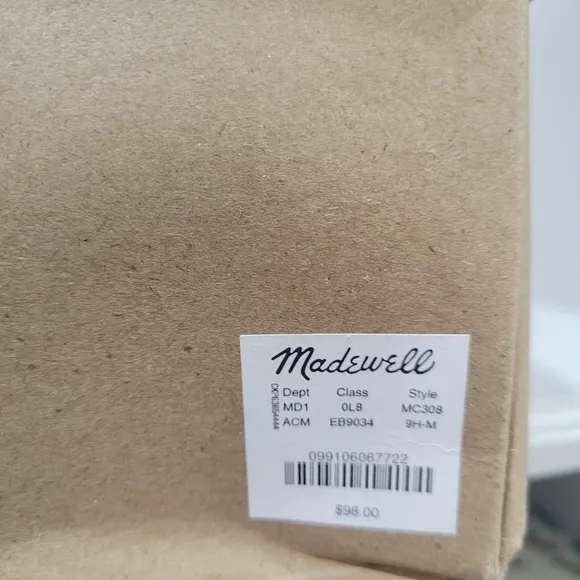 Madewell
Dept Class Style
MD1 0L8 MC308
ACM EB9034 9H-M
099106067722
$98.00